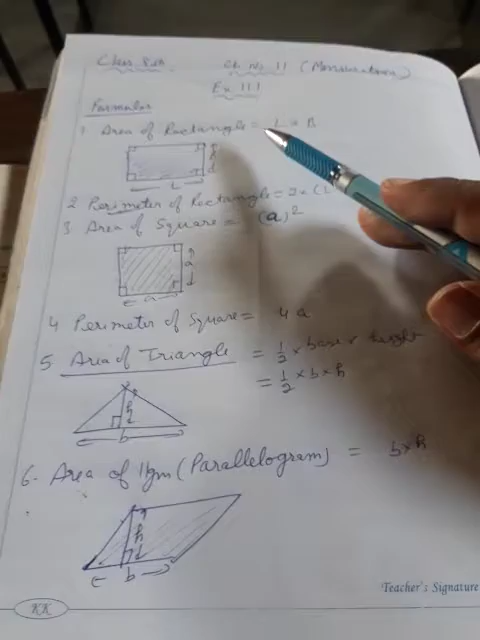 Class 8th Ch No 11 (Mensuration)
Ex 11.1
Formulas
1 Area of Rectangle = L × B
L
2 Perimeter of Rectangle = 2 × (L
3 Area of Square = (a)²
a
a
4 Perimeter of Square = 4a
5 Area of Triangle = 1/2 × base × height
= 1/2 × b × h
h
b
6. Area of llgm (Parallelogram) = b × h
h
b
Teacher's Signature
KK